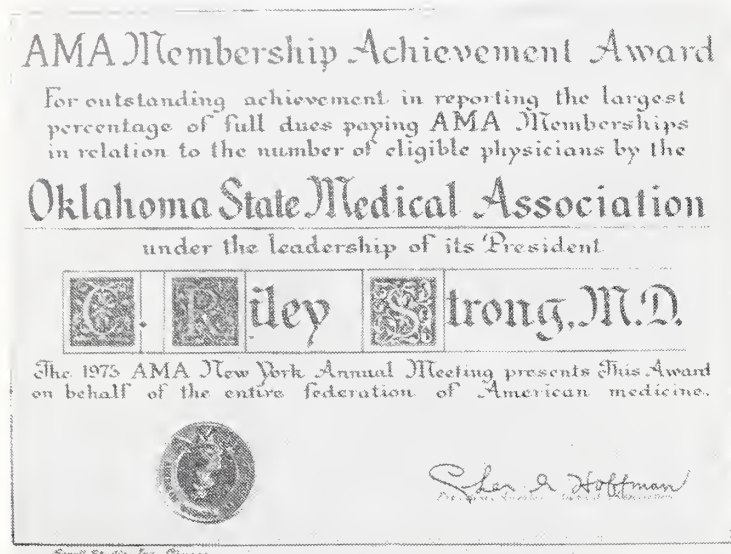 AMA Membership Achievement Award
For outstanding achievement in reporting the largest
percentage of full dues paying AMA Memberships
in relation to the number of eligible physicians by the
Oklahoma State Medical Association
under the leadership of its President
C. Riley Strong, M.D.
The 1973 AMA New York Annual Meeting presents This Award
on behalf of the entire federation of American medicine.
Hoffman